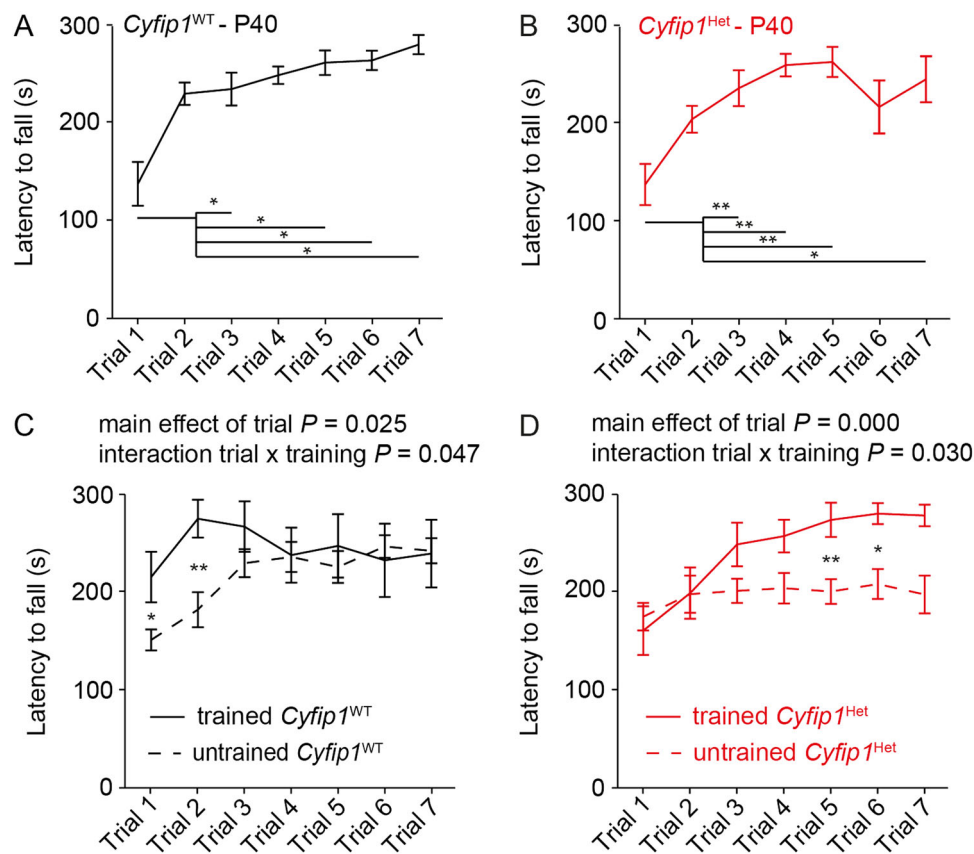 A
Cyfip1WT - P40
Latency to fall (s)
300
200
100
0
*
*
*
*
Trial 1
Trial 2
Trial 3
Trial 4
Trial 5
Trial 6
Trial 7
B
Cyfip1Het - P40
Latency to fall (s)
300
200
100
0
**
**
**
*
Trial 1
Trial 2
Trial 3
Trial 4
Trial 5
Trial 6
Trial 7
C
main effect of trial P = 0.025
interaction trial x training P = 0.047
Latency to fall (s)
300
200
100
0
**
*
trained Cyfip1WT
untrained Cyfip1WT
Trial 1
Trial 2
Trial 3
Trial 4
Trial 5
Trial 6
Trial 7
D
main effect of trial P = 0.000
interaction trial x training P = 0.030
Latency to fall (s)
300
200
100
0
**
*
trained Cyfip1Het
untrained Cyfip1Het
Trial 1
Trial 2
Trial 3
Trial 4
Trial 5
Trial 6
Trial 7